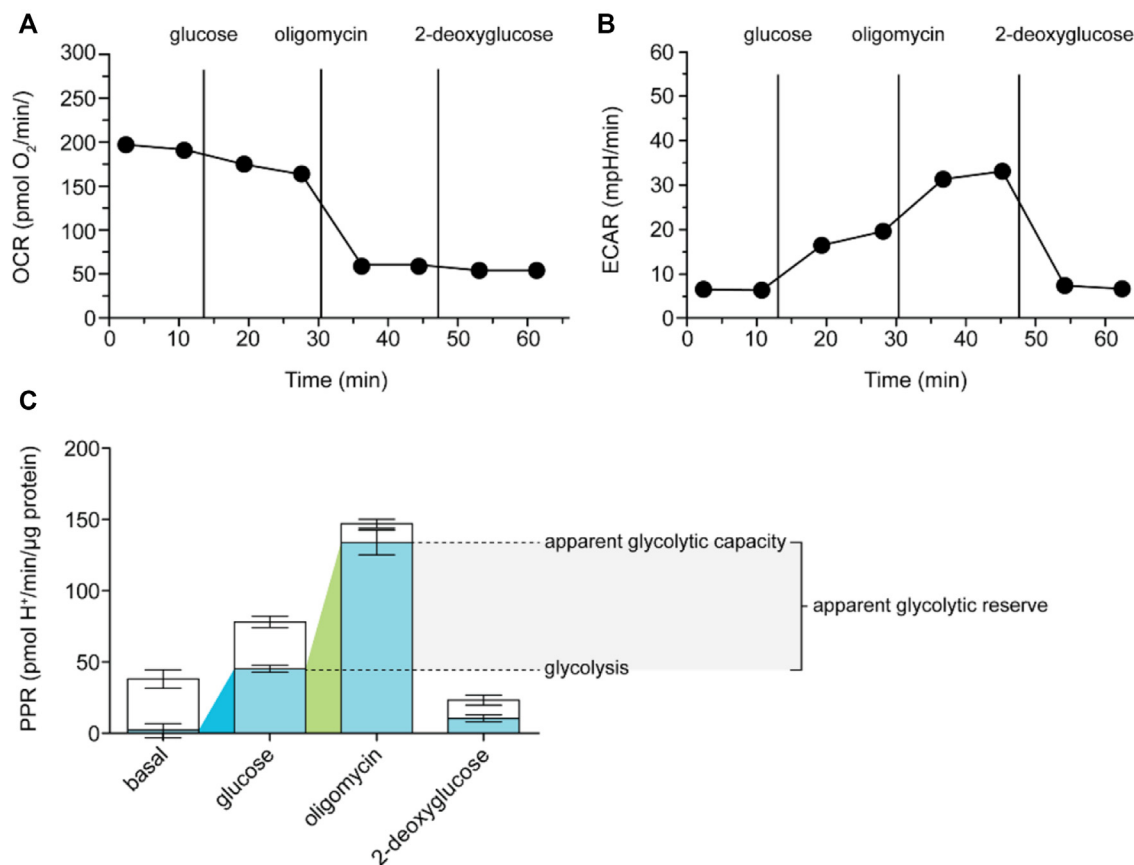 A
glucose oligomycin 2-deoxyglucose
300
250
200
150
100
50
0
OCR (pmol O₂/min/)
0 10 20 30 40 50 60
Time (min)
B
glucose oligomycin 2-deoxyglucose
60
50
40
30
20
10
0
ECAR (mpH/min)
0 10 20 30 40 50 60
Time (min)
C
200
150
100
50
0
PPR (pmol H⁺/min/µg protein)
apparent glycolytic capacity
apparent glycolytic reserve
glycolysis
basal
glucose
oligomycin
2-deoxyglucose